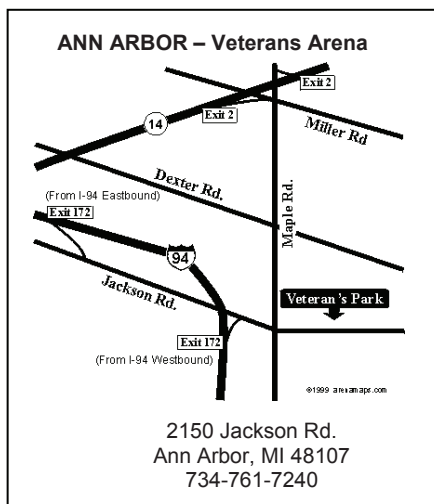 ANN ARBOR – Veterans Arena
Exit 2
Exit 2
14
Miller Rd
Dexter Rd.
Maple Rd.
(From I-94 Eastbound)
Exit 172
94
Jackson Rd.
Veteran's Park
Exit 172
(From I-94 Westbound)
©1999 arenamaps.com
2150 Jackson Rd.
Ann Arbor, MI 48107
734-761-7240